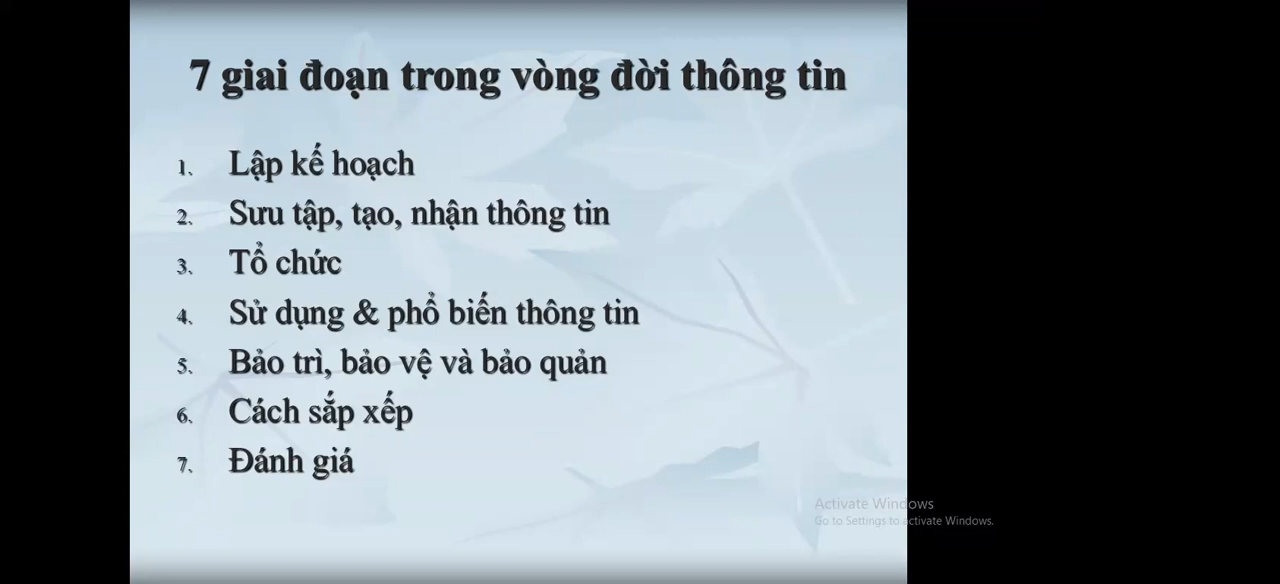 7 giai đoạn trong vòng đời thông tin
1. Lập kế hoạch
2. Sưu tập, tạo, nhận thông tin
3. Tổ chức
4. Sử dụng & phổ biến thông tin
5. Bảo trì, bảo vệ và bảo quản
6. Cách sắp xếp
7. Đánh giá
Activate Windows
Go to Settings to activate Windows.